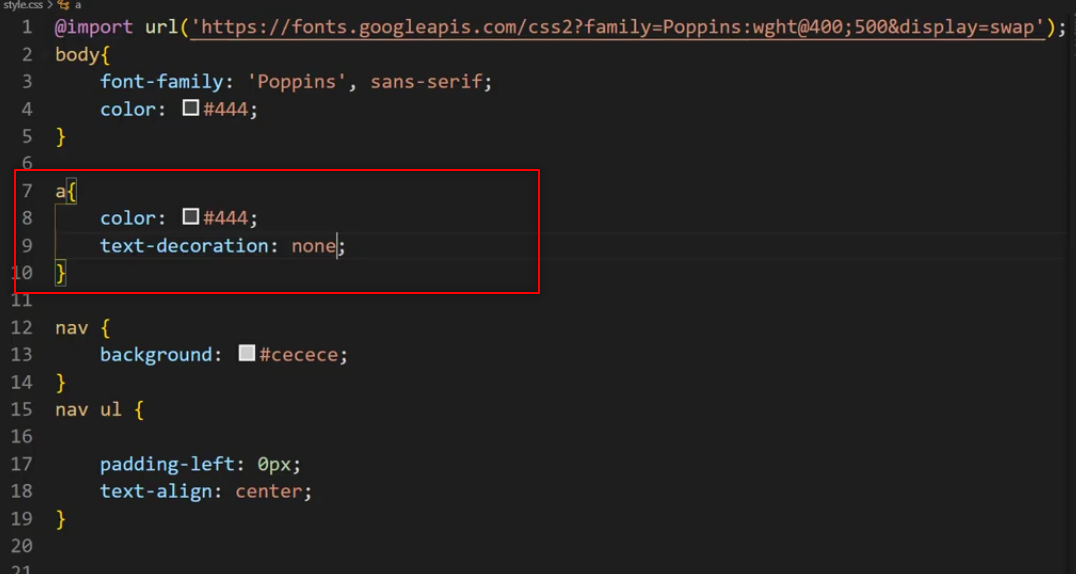 style.css > a
1 @import url('https://fonts.googleapis.com/css2?family=Poppins:wght@400;500&display=swap');
2 body{
3     font-family: 'Poppins', sans-serif;
4     color: #444;
5 }
6
7 a{
8     color: #444;
9     text-decoration: none;
10 }
11
12 nav {
13     background: #cecece;
14 }
15 nav ul {
16
17     padding-left: 0px;
18     text-align: center;
19 }
20
21